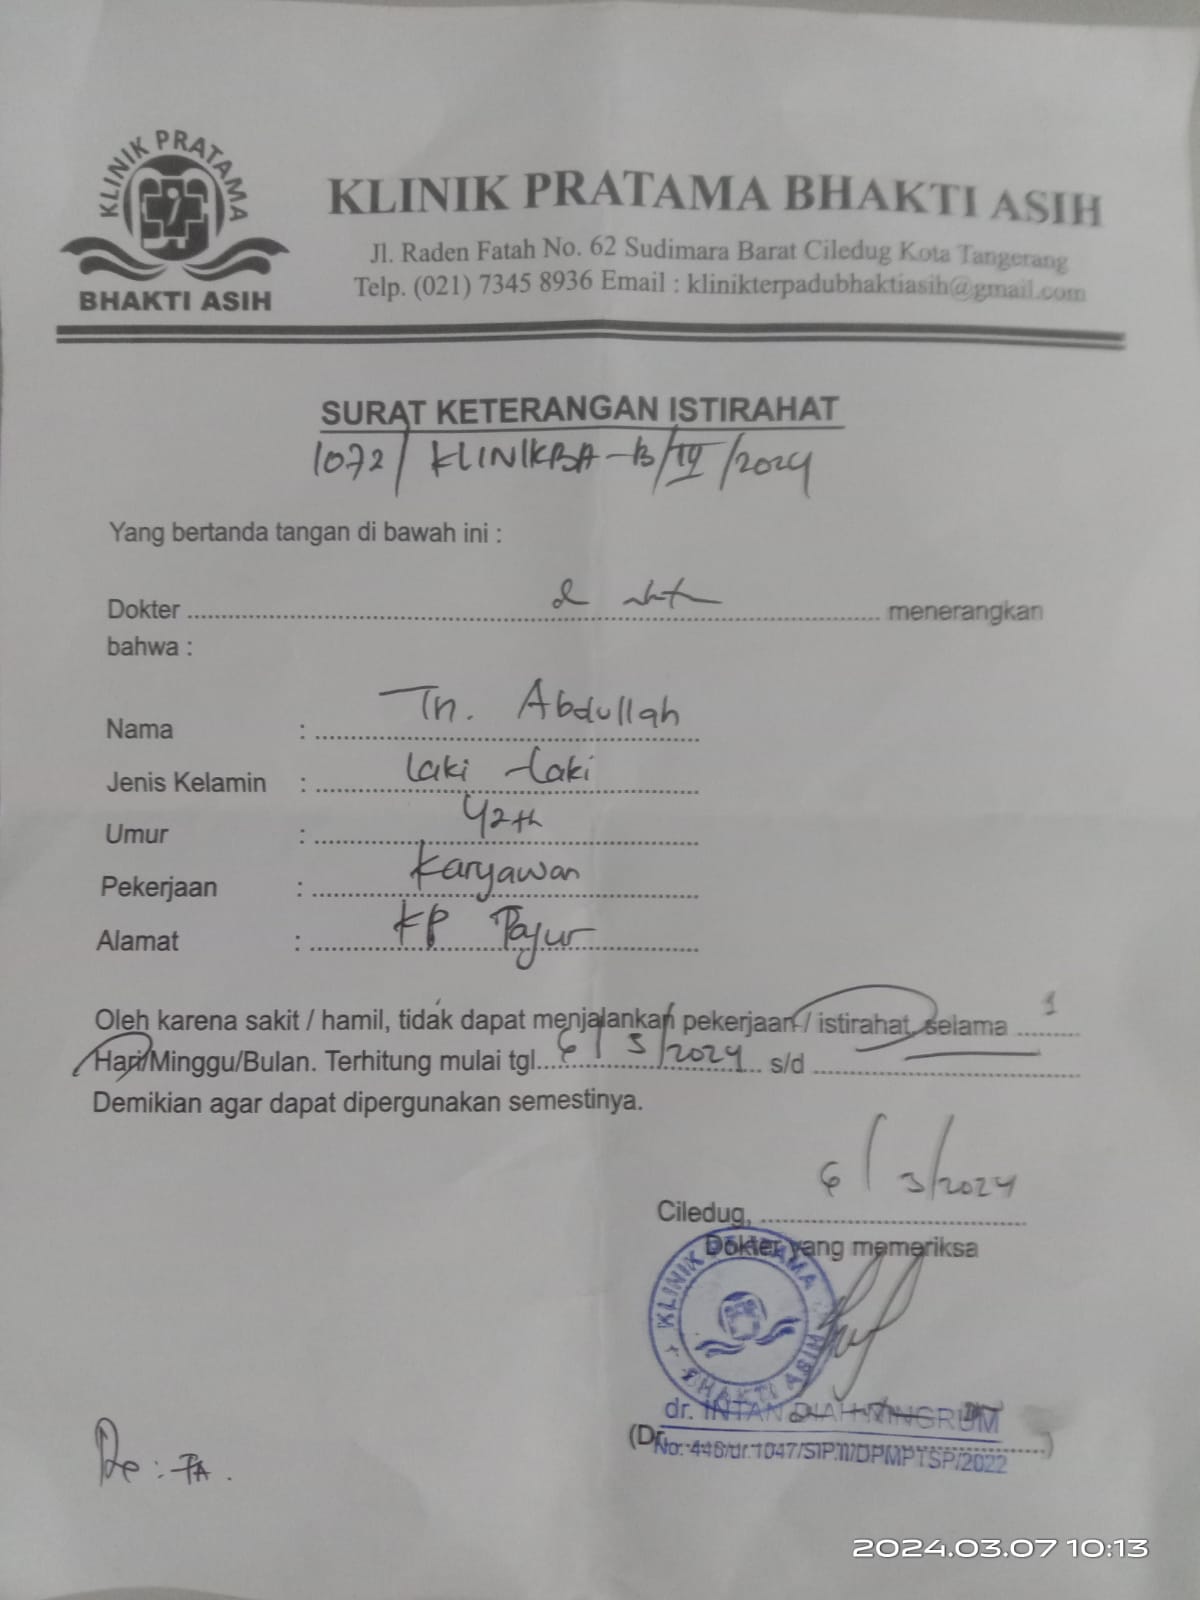 KLINIK PRATAMA
BHAKTI ASIH
KLINIK PRATAMA BHAKTI ASIH
Jl. Raden Fatah No. 62 Sudimara Barat Ciledug Kota Tangerang
Telp. (021) 7345 8936 Email : klinikterpadubhaktiasih@gmail.com
SURAT KETERANGAN ISTIRAHAT
1072/ KLINIKBA-B/ /2024
Yang bertanda tangan di bawah ini :
Dokter menerangkan
bahwa :
Nama : Tn. Abdullah
Jenis Kelamin : laki - laki
Umur : 42th
Pekerjaan : Karyawan
Alamat : KP Payur
Oleh karena sakit / hamil, tidak dapat menjalankan pekerjaan / istirahat, selama 1
Hari/Minggu/Bulan. Terhitung mulai tgl. 6/3/2024 s/d
Demikian agar dapat dipergunakan semestinya.
Ciledug, 6/3/2024
Dokter yang memeriksa
KLINIK PRATAMA
BHAKTI ASIH
dr. INTAN DIAH NINGRUM
(Dr. )
No: 446/dr.1047/SIP.II/DPMPTSP/2022
2024.03.07 10:13